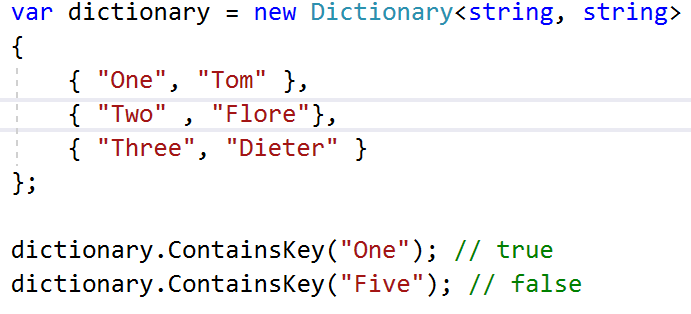 var dictionary = new Dictionary<string, string>
{
    { "One", "Tom" },
    { "Two" , "Flore"},
    { "Three", "Dieter" }
};

dictionary.ContainsKey("One"); // true
dictionary.ContainsKey("Five"); // false